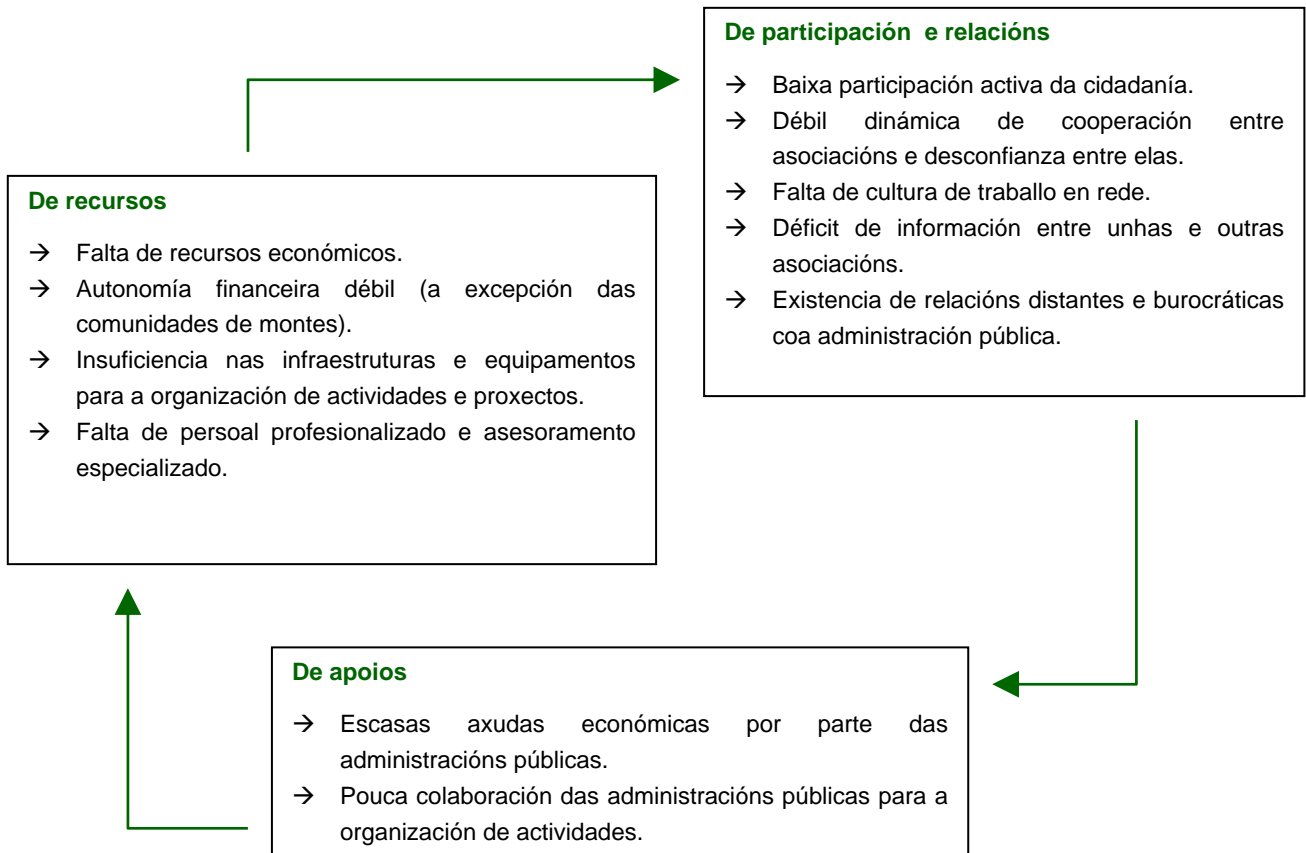 De participación e relacións
→ Baixa participación activa da cidadanía.
→ Débil dinámica de cooperación entre
asociacións e desconfianza entre elas.
→ Falta de cultura de traballo en rede.
→ Déficit de información entre unhas e outras
asociacións.
→ Existencia de relacións distantes e burocráticas
coa administración pública.
De recursos
→ Falta de recursos económicos.
→ Autonomía financeira débil (a excepción das
comunidades de montes).
→ Insuficiencia nas infraestruturas e equipamentos
para a organización de actividades e proxectos.
→ Falta de persoal profesionalizado e asesoramento
especializado.
De apoios
→ Escasas axudas económicas por parte das
administracións públicas.
→ Pouca colaboración das administracións públicas para a
organización de actividades.